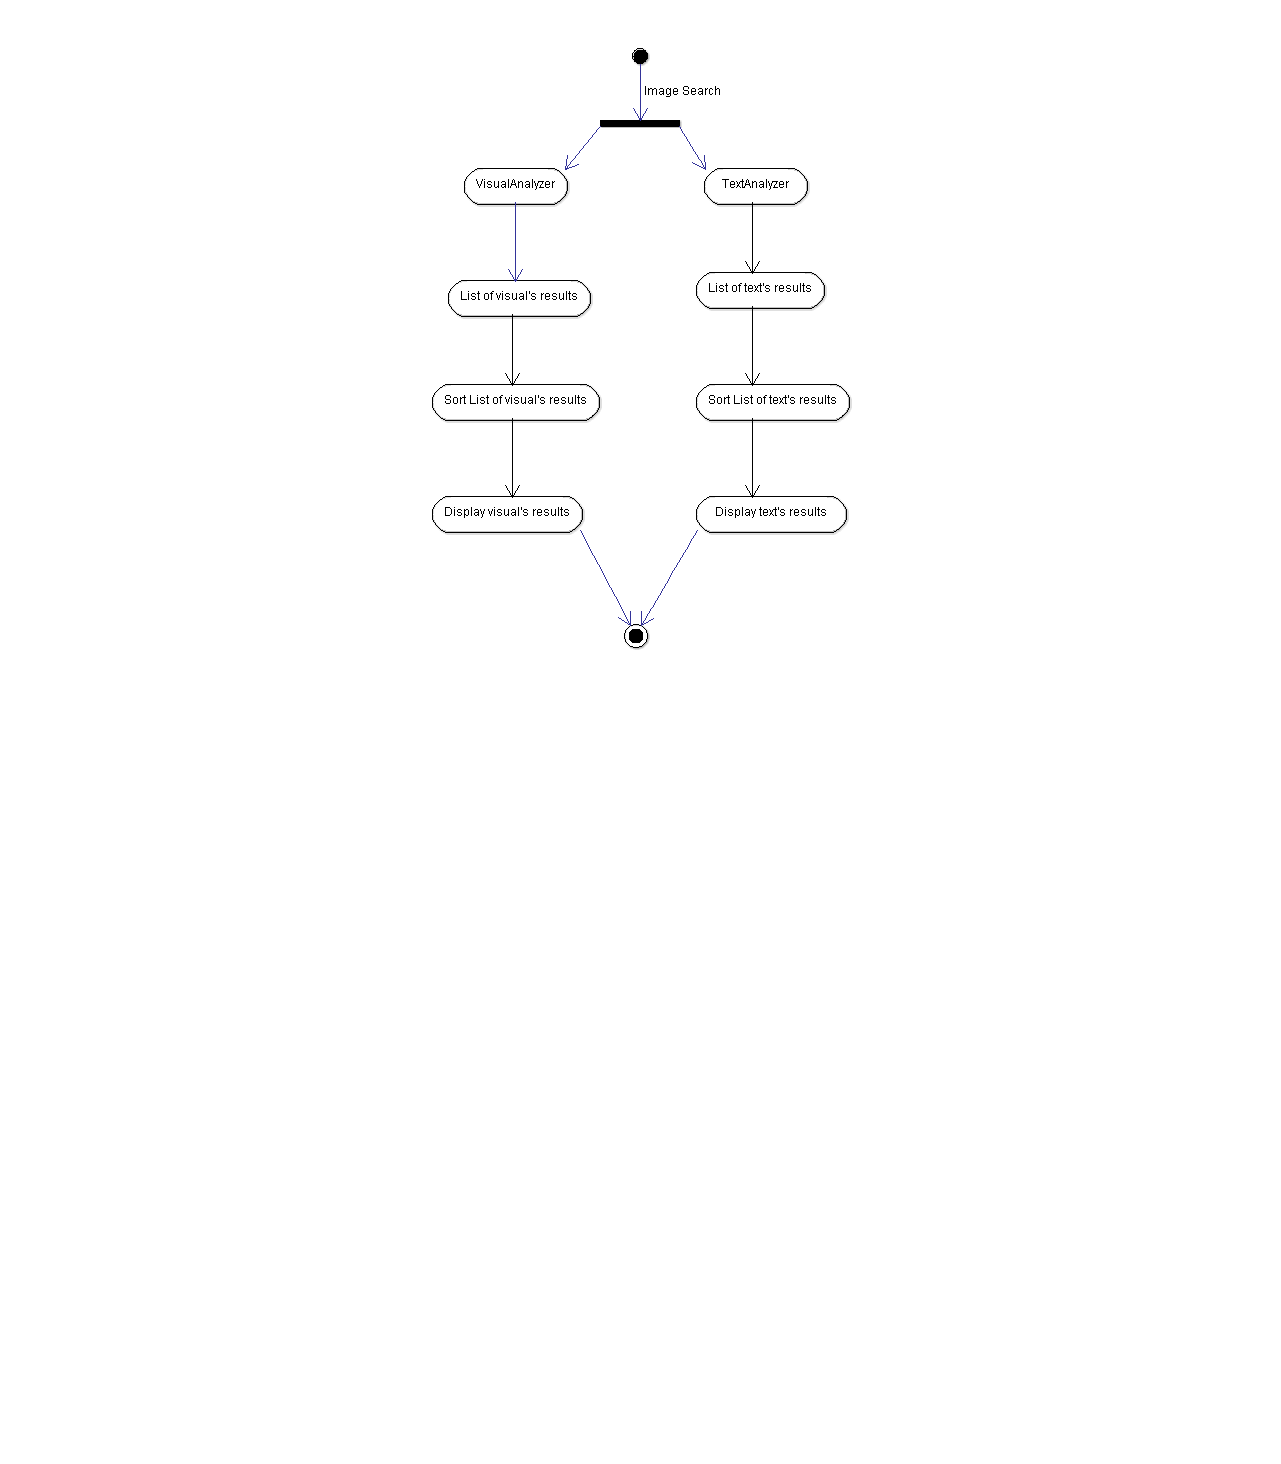 Image Search
VisualAnalyzer
TextAnalyzer
List of visual's results
List of text's results
Sort List of visual's results
Sort List of text's results
Display visual's results
Display text's results